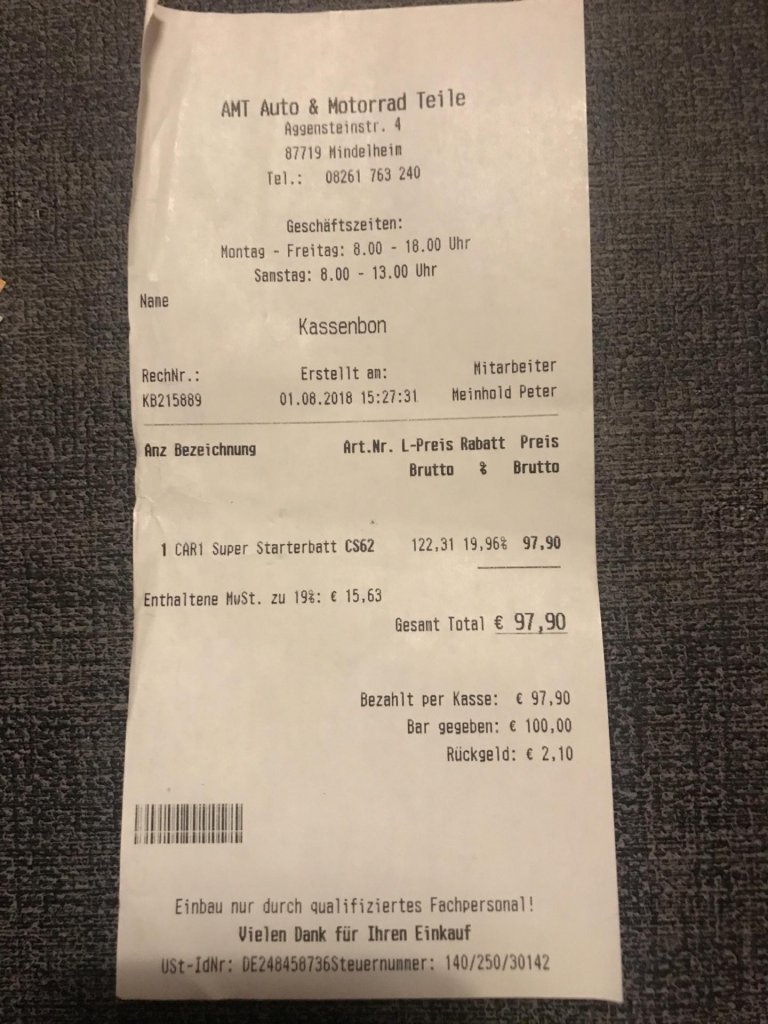 AMT Auto & Motorrad Teile
Aggensteinstr. 4
87719 Mindelheim
Tel.: 08261 763 240
Geschäftszeiten:
Montag - Freitag: 8.00 - 18.00 Uhr
Samstag: 8.00 - 13.00 Uhr
Name
Kassenbon
RechNr.: Erstellt am: Mitarbeiter
KB215889 01.08.2018 15:27:31 Meinhold Peter
Anz Bezeichnung Art.Nr. L-Preis Rabatt Preis
Brutto % Brutto
1 CAR1 Super Starterbatt CS62 122,31 19,96% 97,90
Enthaltene MwSt. zu 19%: € 15,63
Gesamt Total € 97,90
Bezahlt per Kasse: € 97,90
Bar gegeben: € 100,00
Rückgeld: € 2,10
Einbau nur durch qualifiziertes Fachpersonal!
Vielen Dank für Ihren Einkauf
USt-IdNr: DE248458736Steuernummer: 140/250/30142